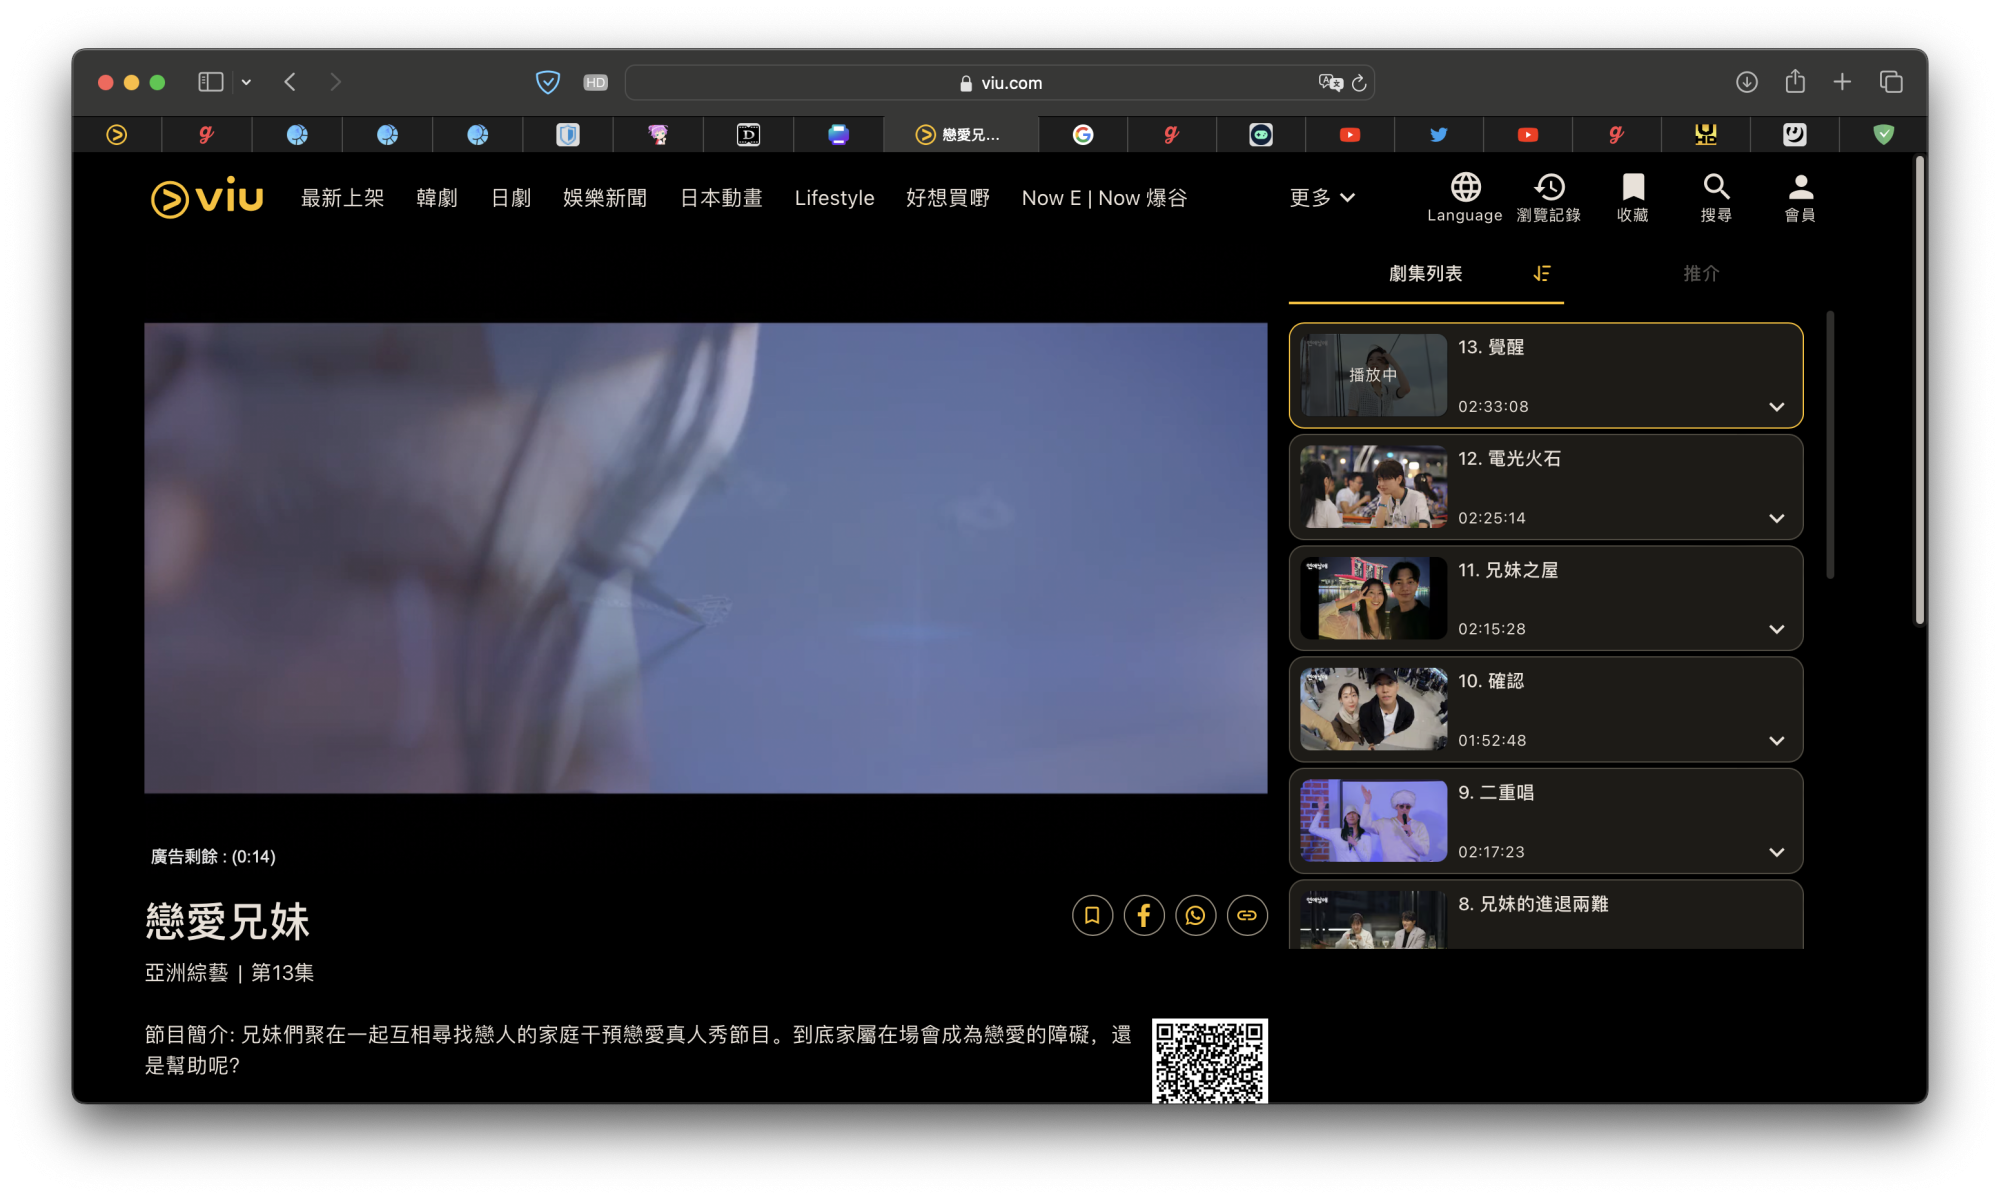 HD
viu.com
戀愛兄...
viu
最新上架
韓劇
日劇
娛樂新聞
日本動畫
Lifestyle
好想買嘢
Now E | Now 爆谷
更多
Language
瀏覽記錄
收藏
搜尋
會員
劇集列表
推介
播放中
13. 覺醒
02:33:08
12. 電光火石
02:25:14
11. 兄妹之屋
02:15:28
10. 確認
01:52:48
9. 二重唱
02:17:23
8. 兄妹的進退兩難
廣告剩餘 : (0:14)
戀愛兄妹
亞洲綜藝 | 第13集
節目簡介: 兄妹們聚在一起互相尋找戀人的家庭干預戀愛真人秀節目。到底家屬在場會成為戀愛的障礙，還
是幫助呢?